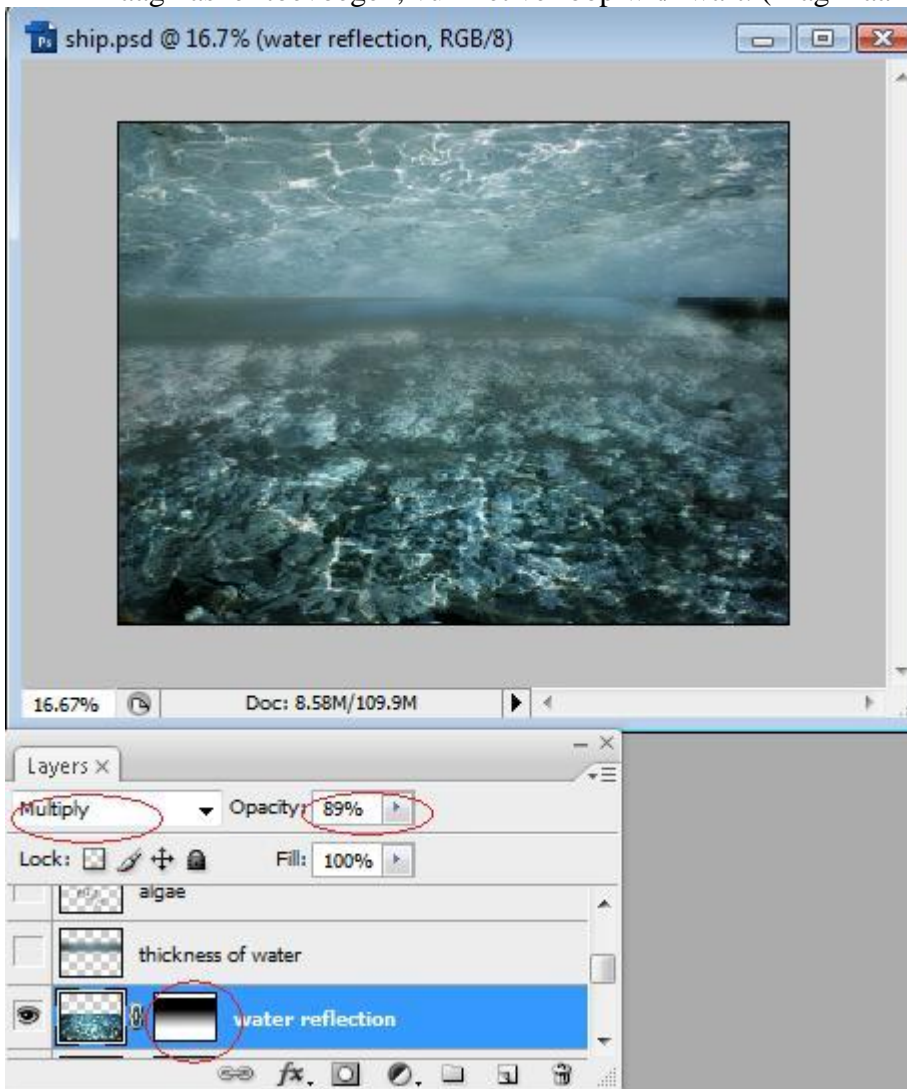 ship.psd @ 16.7% (water reflection, RGB/8)
16.67% Doc: 8.58M/109.9M
Layers ×
Multiply Opacity: 89%
Lock: Fill: 100%
algae
thickness of water
water reflection
fx.